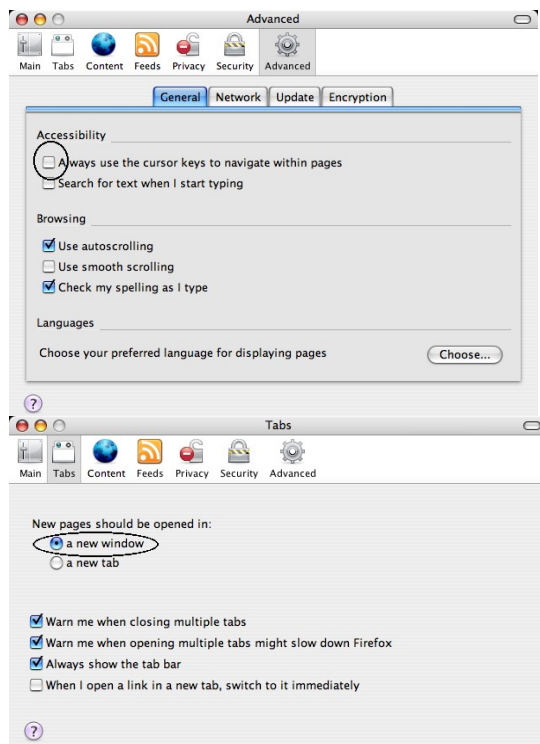 Advanced
Main Tabs Content Feeds Privacy Security Advanced
General Network Update Encryption
Accessibility
Always use the cursor keys to navigate within pages
Search for text when I start typing
Browsing
Use autoscrolling
Use smooth scrolling
Check my spelling as I type
Languages
Choose your preferred language for displaying pages Choose...
?
Tabs
Main Tabs Content Feeds Privacy Security Advanced
New pages should be opened in:
a new window
a new tab
Warn me when closing multiple tabs
Warn me when opening multiple tabs might slow down Firefox
Always show the tab bar
When I open a link in a new tab, switch to it immediately
?